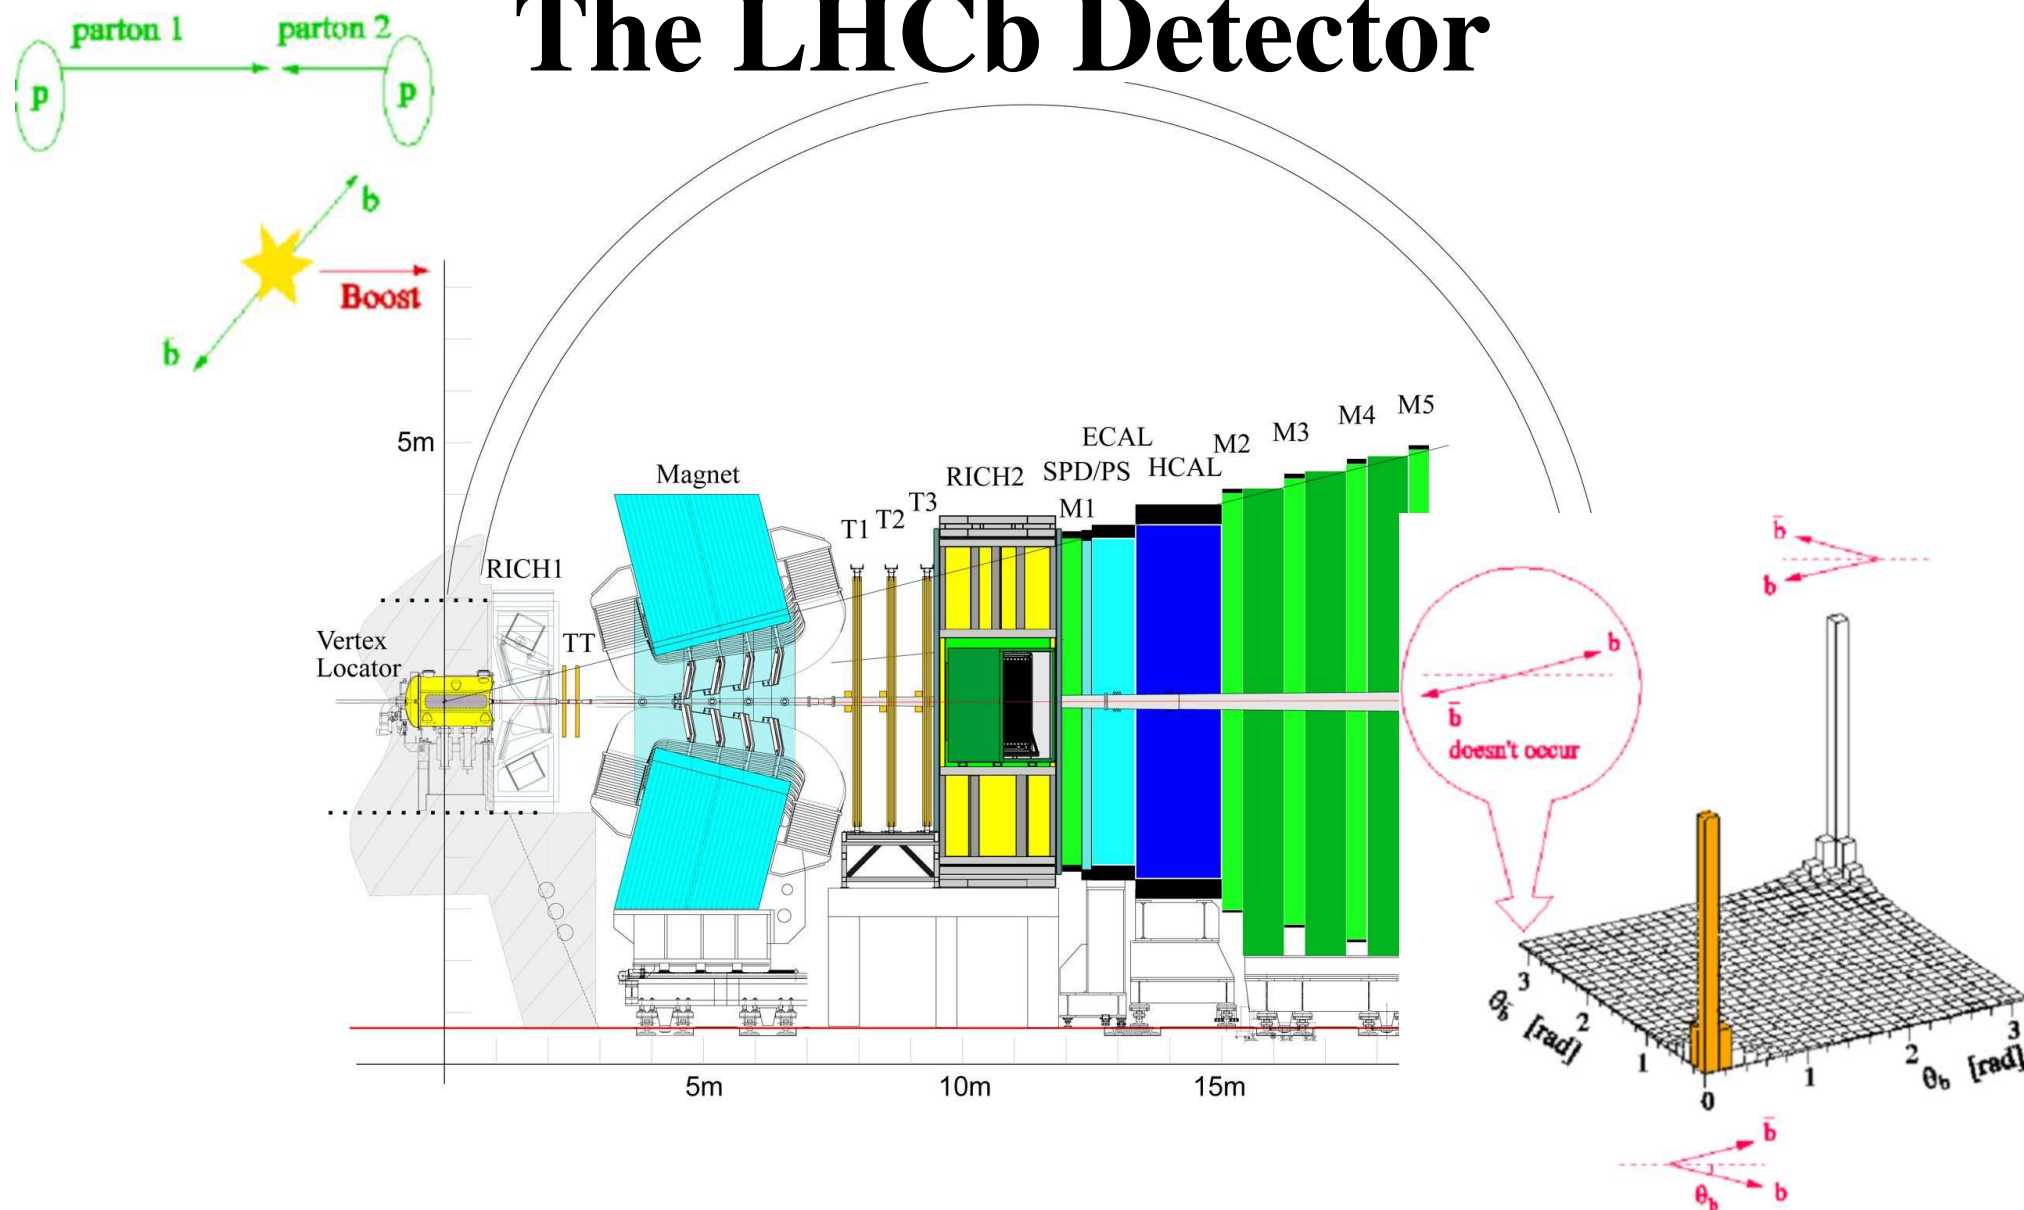 The LHCb Detector
parton 1
parton 2
p
p
b
Boost
b̄
5m
Magnet
RICH1
Vertex
Locator
TT
T1
T2
T3
RICH2
ECAL
SPD/PS
HCAL
M1
M2
M3
M4
M5
5m
10m
15m
b̄
b
b
b̄
doesn't occur
3
2
1
θb̄ [rad]
0
1
2
3
θb [rad]
b̄
b
θb